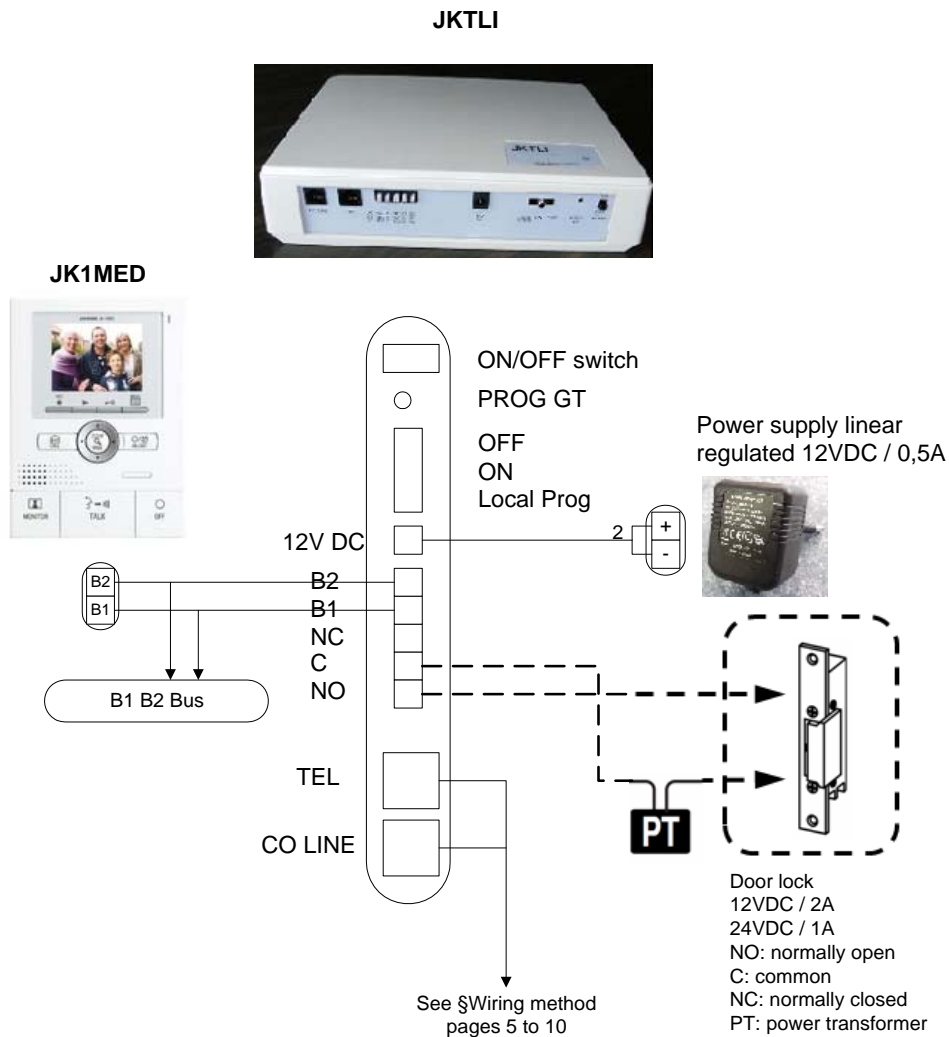 JKTLI
JKTLI
JK1MED
MONITOR
TALK
OFF
ON/OFF switch
PROG GT
OFF
ON
Local Prog
12V DC
B2
B1
NC
C
NO
TEL
CO LINE
B2
B1
B1 B2 Bus
Power supply linear
regulated 12VDC / 0,5A
2
+
-
PT
Door lock
12VDC / 2A
24VDC / 1A
NO: normally open
C: common
NC: normally closed
PT: power transformer
See §Wiring method
pages 5 to 10